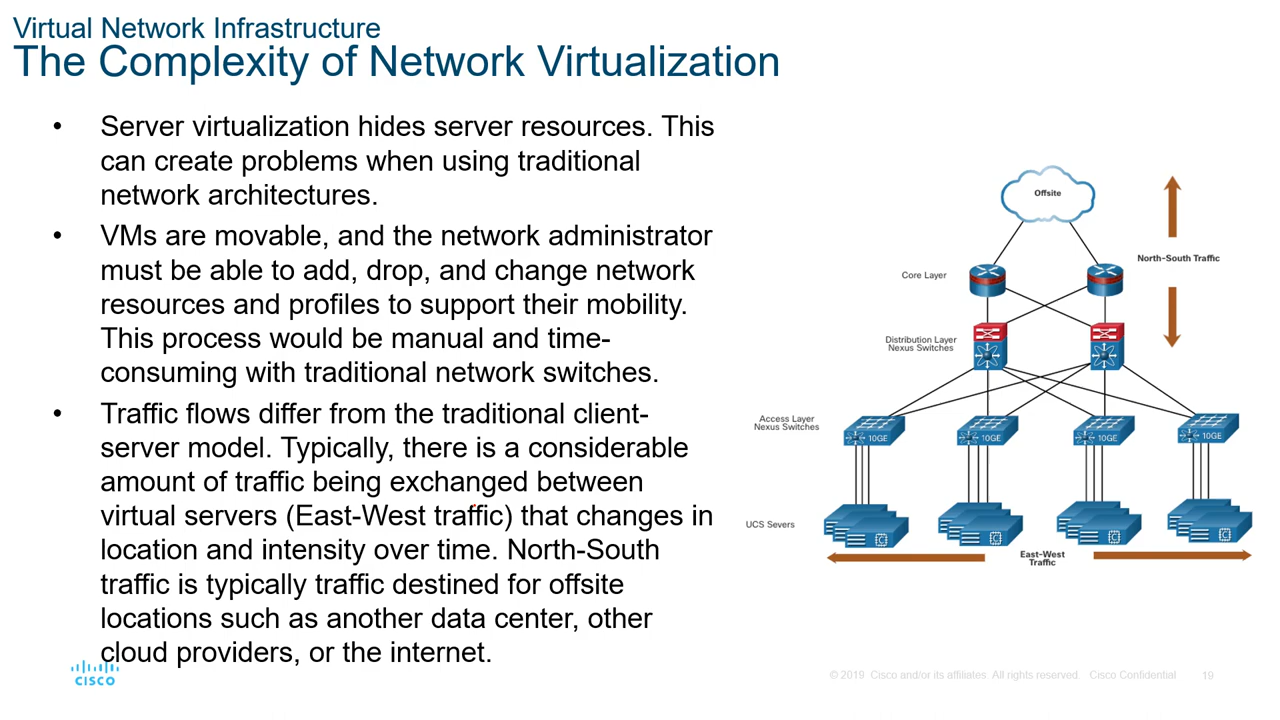 Virtual Network Infrastructure
The Complexity of Network Virtualization
• Server virtualization hides server resources. This
can create problems when using traditional
network architectures.
• VMs are movable, and the network administrator
must be able to add, drop, and change network
resources and profiles to support their mobility.
This process would be manual and time-
consuming with traditional network switches.
• Traffic flows differ from the traditional client-
server model. Typically, there is a considerable
amount of traffic being exchanged between
virtual servers (East-West traffic) that changes in
location and intensity over time. North-South
traffic is typically traffic destined for offsite
locations such as another data center, other
cloud providers, or the internet.
Offsite
North-South Traffic
Core Layer
Distribution Layer
Nexus Switches
Access Layer
Nexus Switches
10GE
10GE
10GE
10GE
UCS Severs
C
C
C
C
East-West
Traffic
CISCO
© 2019 Cisco and/or its affiliates. All rights reserved. Cisco Confidential
19